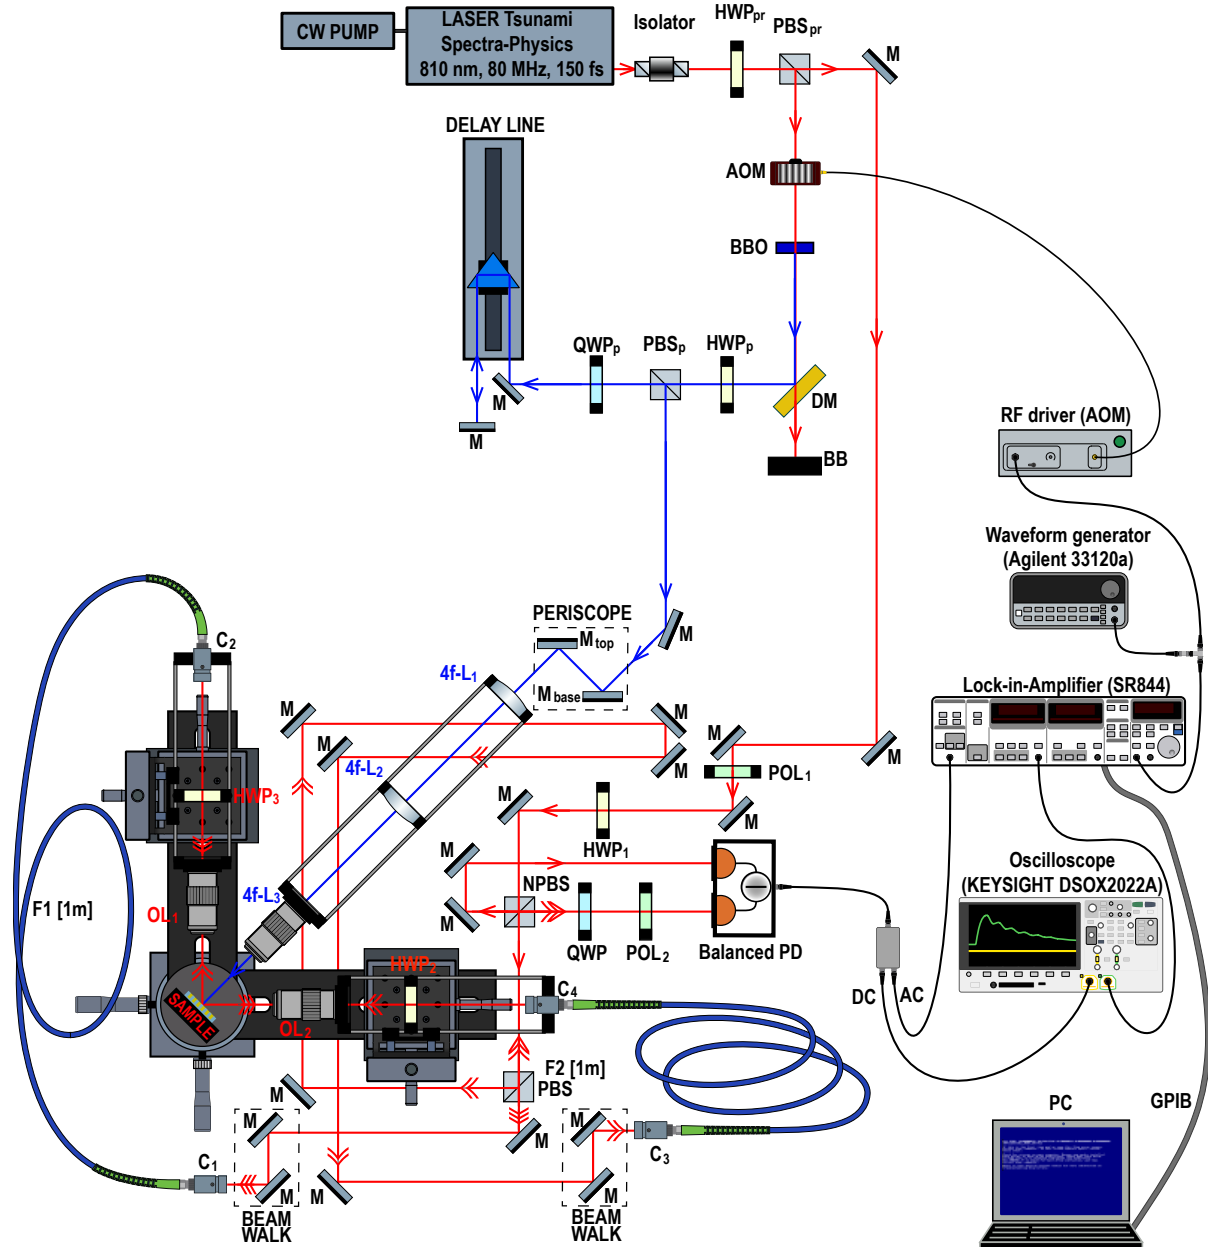 CW PUMP
LASER Tsunami
Spectra-Physics
810 nm, 80 MHz, 150 fs
Isolator
HWPpr
PBSpr
M
DELAY LINE
AOM
BBO
QWPp
PBSp
HWPp
M
DM
M
BB
RF driver (AOM)
Waveform generator
(Agilent 33120a)
PERISCOPE
M
Mtop
C2
4f-L1
Mbase
Lock-in-Amplifier (SR844)
M
M
M
M
M
4f-L2
M
POL1
HWP3
M
M
HWP1
M
Oscilloscope
(KEYSIGHT DSOX2022A)
4f-L3
NPBS
F1 [1m]
OL1
M
QWP
POL2
Balanced PD
HWP2
C4
DC
AC
SAMPLE
OL2
F2 [1m]
PBS
M
M
M
M
PC
GPIB
C1
C3
M
M
M
BEAM
WALK
BEAM
WALK